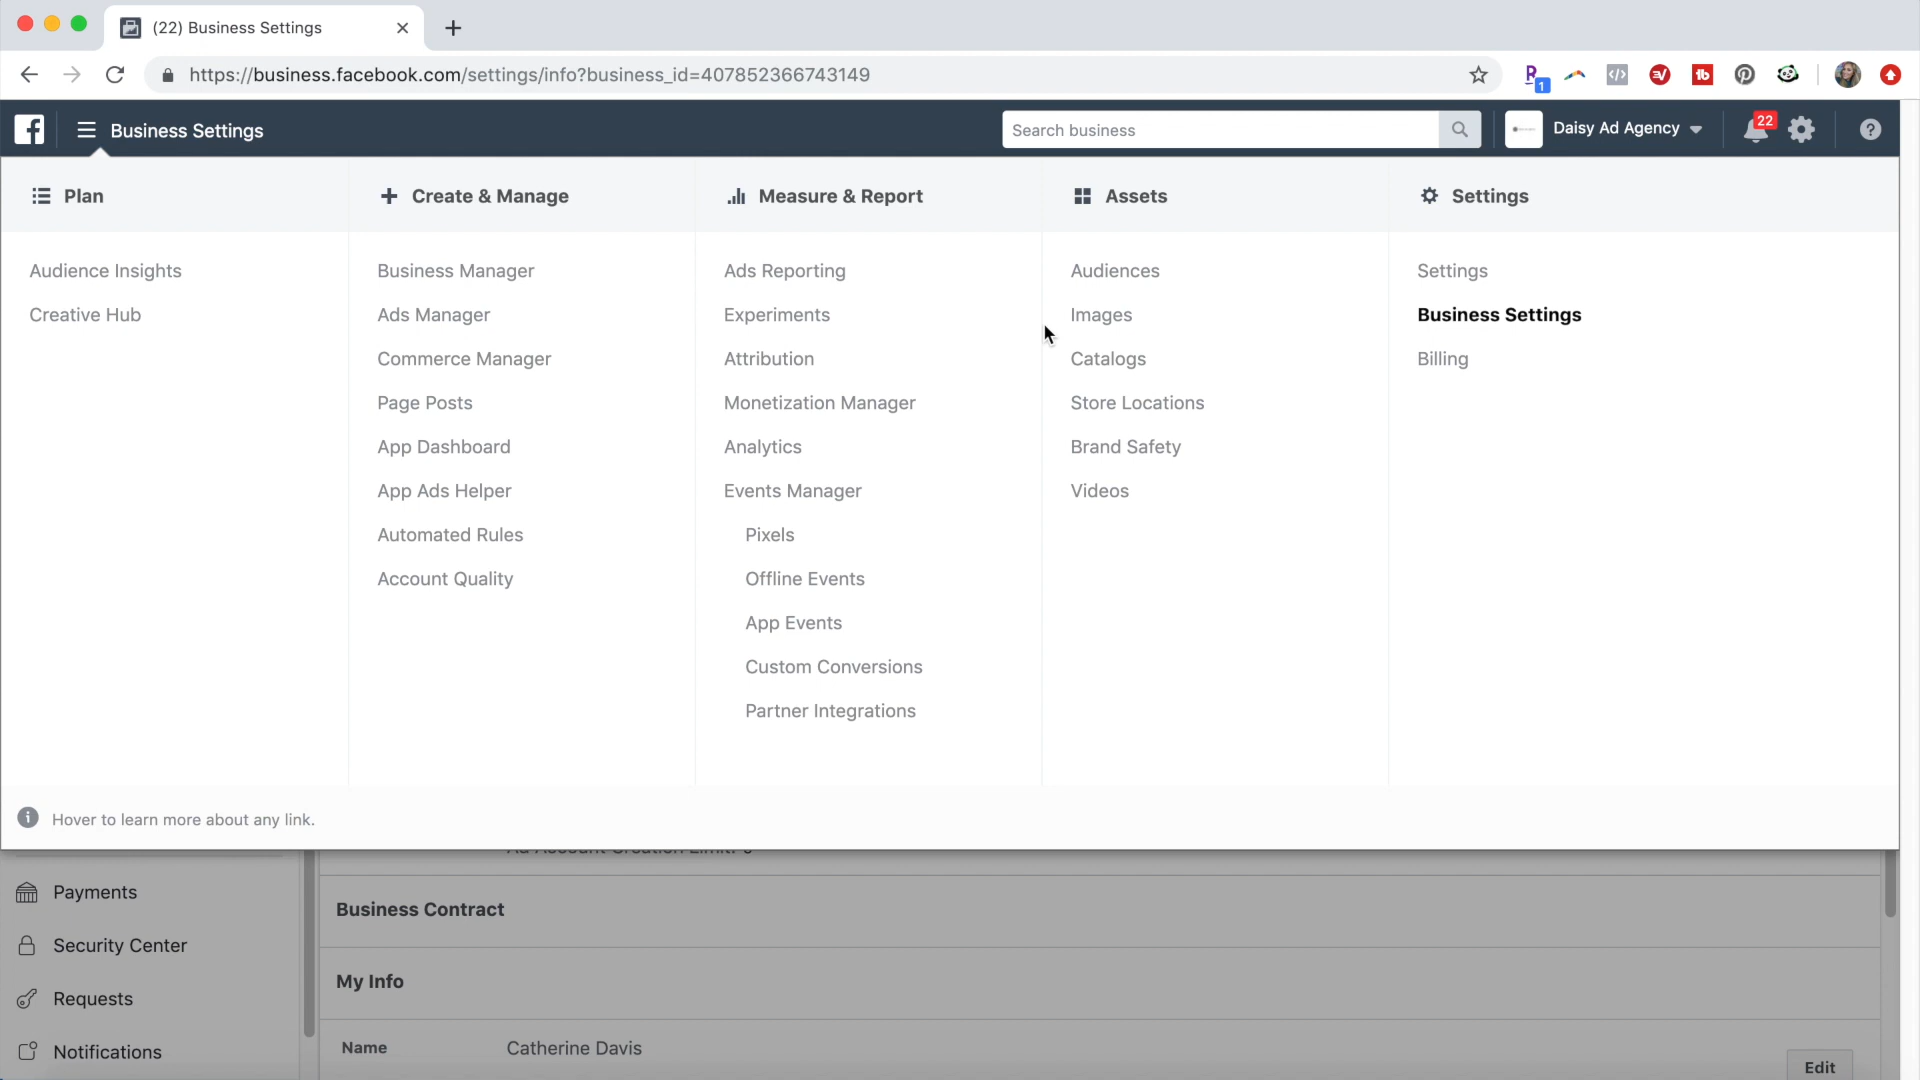 (22) Business Settings
https://business.facebook.com/settings/info?business_id=407852366743149
1
Business Settings
Search business
Daisy Ad Agency
22
Plan
Audience Insights
Creative Hub
Create & Manage
Business Manager
Ads Manager
Commerce Manager
Page Posts
App Dashboard
App Ads Helper
Automated Rules
Account Quality
Measure & Report
Ads Reporting
Experiments
Attribution
Monetization Manager
Analytics
Events Manager
Pixels
Offline Events
App Events
Custom Conversions
Partner Integrations
Assets
Audiences
Images
Catalogs
Store Locations
Brand Safety
Videos
Settings
Settings
Business Settings
Billing
Hover to learn more about any link.
Payments
Security Center
Requests
Notifications
Ad Account Creation Limit:
Business Contract
My Info
Name
Catherine Davis
Edit